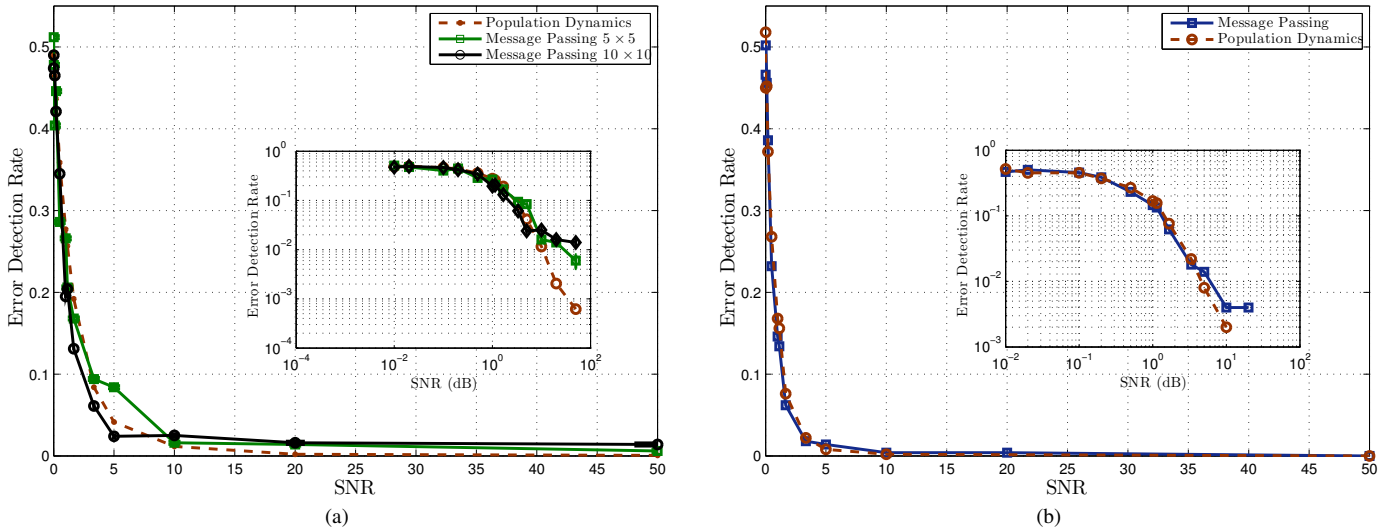 Population Dynamics
Message Passing 5 × 5
Message Passing 10 × 10
Error Detection Rate
0.5
0.4
0.3
0.2
0.1
0
0 5 10 15 20 25 30 35 40 45 50
SNR
Error Detection Rate
10^0
10^-1
10^-2
10^-3
10^-4
10^-4 10^-2 10^0 10^2
SNR (dB)
(a)
Message Passing
Population Dynamics
Error Detection Rate
0.5
0.4
0.3
0.2
0.1
0
0 5 10 15 20 25 30 35 40 45 50
SNR
Error Detection Rate
10^0
10^-1
10^-2
10^-3
10^-2 10^-1 10^0 10^1 10^2
SNR (dB)
(b)